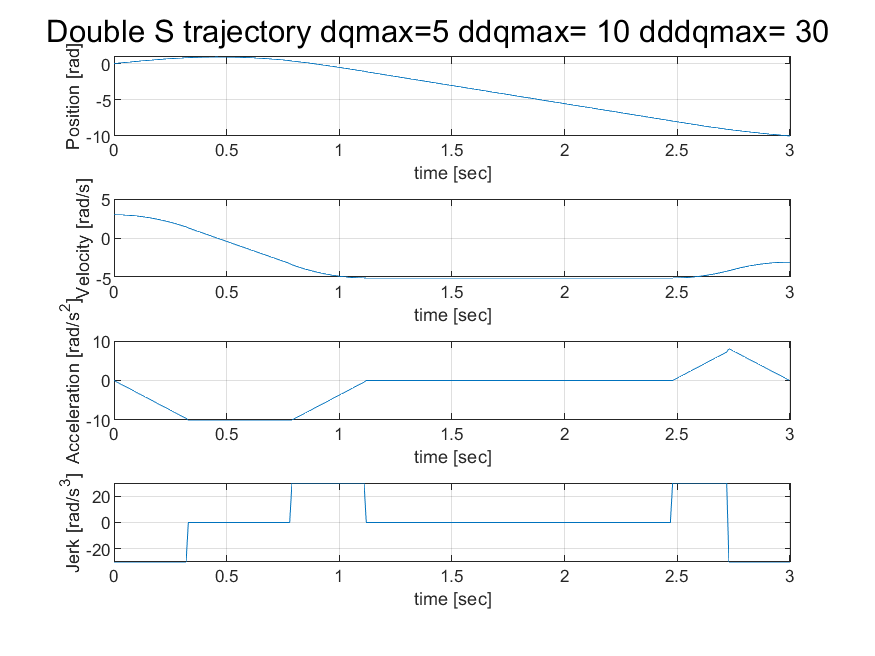 Double S trajectory dqmax=5 ddqmax= 10 dddqmax= 30
Position [rad]
0
-5
-10
0 0.5 1 1.5 2 2.5 3
time [sec]
Velocity [rad/s]
5
0
-5
0 0.5 1 1.5 2 2.5 3
time [sec]
Acceleration [rad/s²]
10
0
-10
0 0.5 1 1.5 2 2.5 3
time [sec]
Jerk [rad/s³]
20
0
-20
0 0.5 1 1.5 2 2.5 3
time [sec]